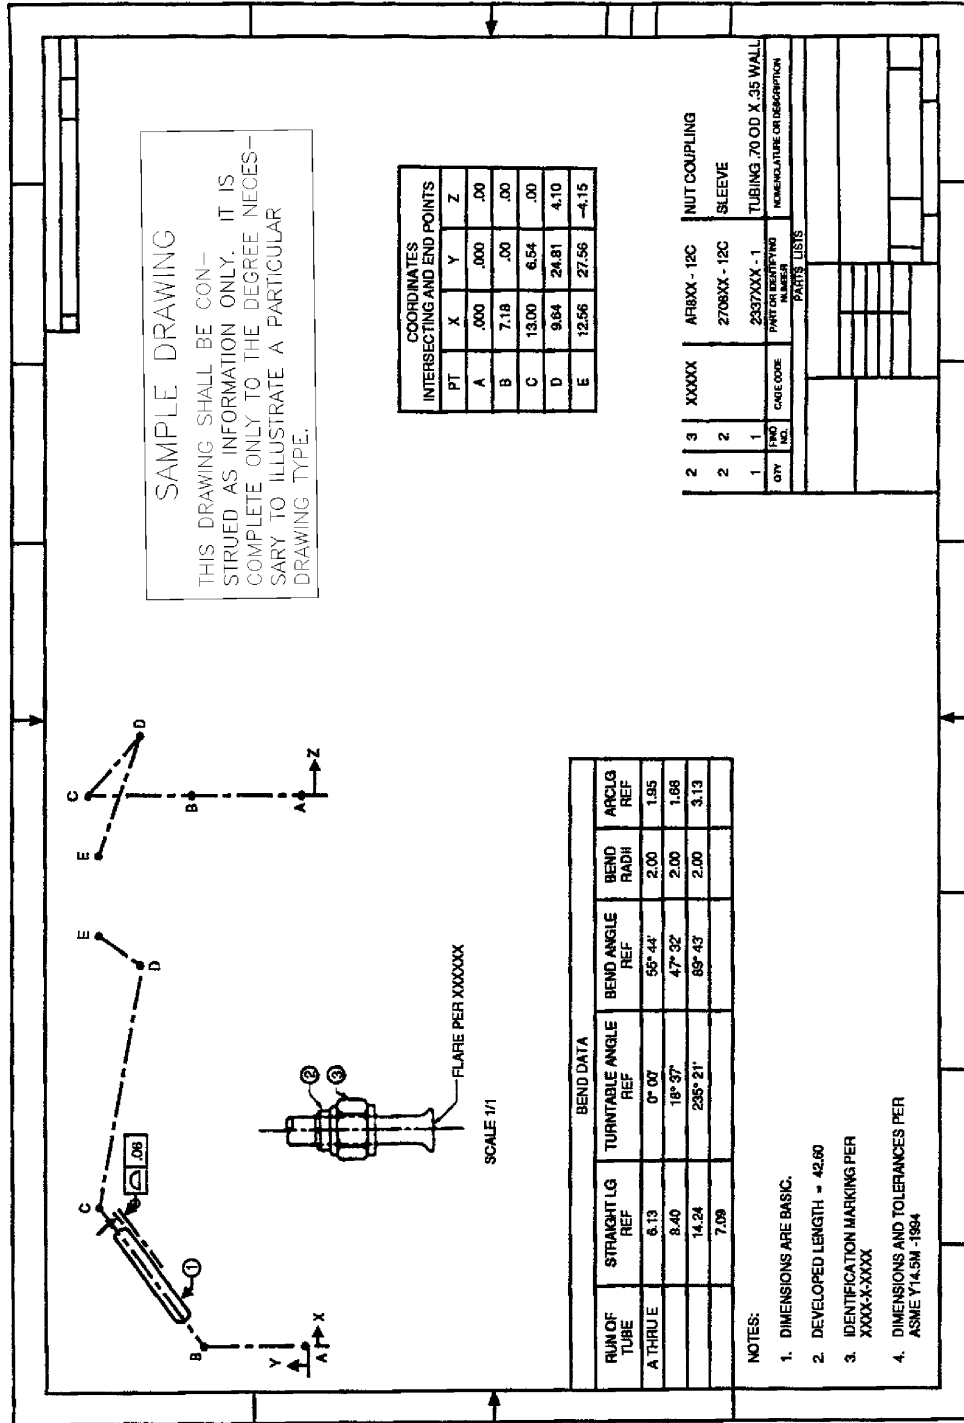 SAMPLE DRAWING
THIS DRAWING SHALL BE CON-
STRUED AS INFORMATION ONLY. IT IS
COMPLETE ONLY TO THE DEGREE NECES-
SARY TO ILLUSTRATE A PARTICULAR
DRAWING TYPE.
C
.06
1
B
Y
X
A
D
E
E
C
B
D
A
Z
2
3
FLARE PER XXXXXX
SCALE 1/1
COORDINATES
INTERSECTING AND END POINTS
PT X Y Z
A .000 .000 .00
B 7.18 .00 .00
C 13.00 6.54 .00
D 9.64 24.81 4.10
E 12.56 27.56 -4.15
BEND DATA
RUN OF TUBE STRAIGHT LG REF TURNTABLE ANGLE REF BEND ANGLE REF BEND RADII ARCLG REF
A THRU E 6.13 0° 00' 55° 44' 2.00 1.95
8.40 18° 37' 47° 32' 2.00 1.68
14.24 235° 21' 89° 43' 2.00 3.13
7.09
NOTES:
1. DIMENSIONS ARE BASIC.
2. DEVELOPED LENGTH = 42.60
3. IDENTIFICATION MARKING PER
XXXX-X-XXXX
4. DIMENSIONS AND TOLERANCES PER
ASME Y14.5M -1994
2 3 XXXXX AR8XX - 12C NUT COUPLING
2 2 2708XX - 12C SLEEVE
1 1 2337XXX - 1 TUBING .70 OD X .35 WALL
QTY FIND NO. CAGE CODE PART OR IDENTIFYING NUMBER NOMENCLATURE OR DESCRIPTION
PARTS LISTS